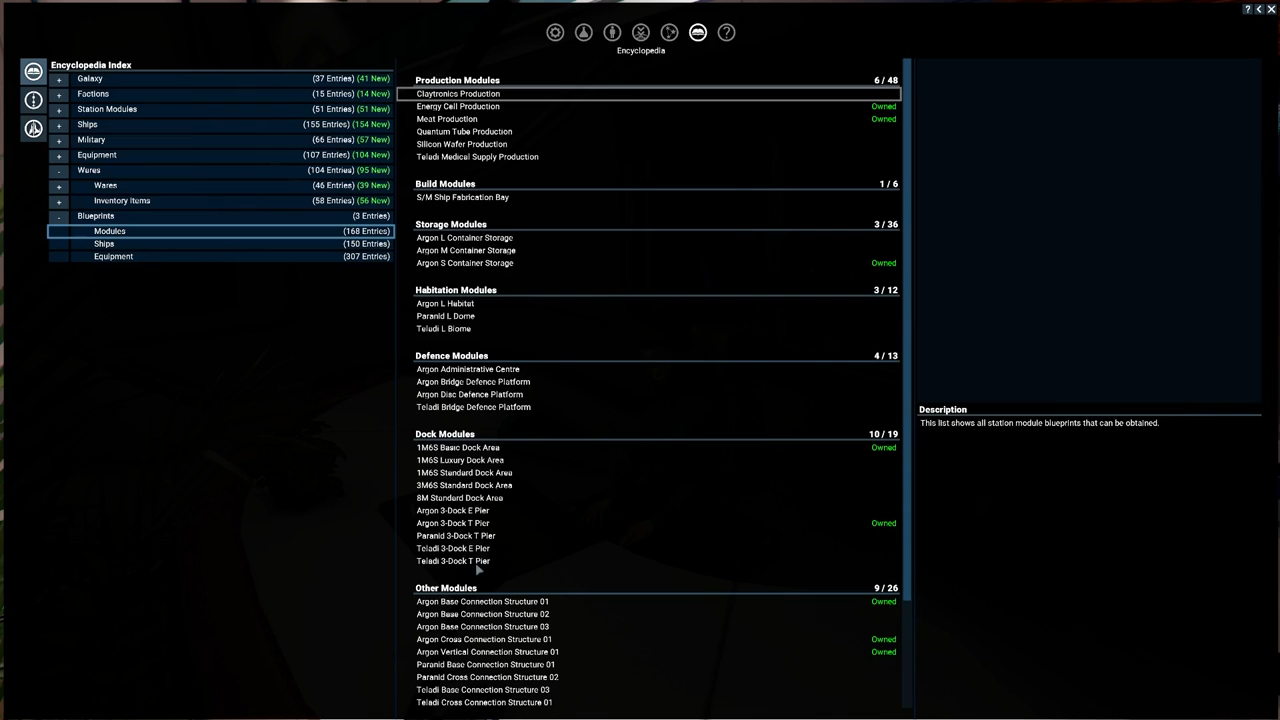 ? < X
Encyclopedia
Encyclopedia Index
+ Galaxy (37 Entries) (41 New)
+ Factions (15 Entries) (14 New)
+ Station Modules (51 Entries) (51 New)
+ Ships (155 Entries) (154 New)
+ Military (66 Entries) (57 New)
+ Equipment (107 Entries) (104 New)
- Wares (104 Entries) (95 New)
+ Wares (46 Entries) (39 New)
+ Inventory Items (58 Entries) (56 New)
- Blueprints (3 Entries)
Modules (168 Entries)
Ships (150 Entries)
Equipment (307 Entries)
Production Modules 6 / 48
Claytronics Production
Energy Cell Production Owned
Meat Production Owned
Quantum Tube Production
Silicon Wafer Production
Teladi Medical Supply Production
Build Modules 1 / 6
S/M Ship Fabrication Bay
Storage Modules 3 / 36
Argon L Container Storage
Argon M Container Storage
Argon S Container Storage Owned
Habitation Modules 3 / 12
Argon L Habitat
Paranid L Dome
Teladi L Biome
Defence Modules 4 / 13
Argon Administrative Centre
Argon Bridge Defence Platform
Argon Disc Defence Platform
Teladi Bridge Defence Platform
Dock Modules 10 / 19
1M6S Basic Dock Area Owned
1M6S Luxury Dock Area
1M6S Standard Dock Area
3M6S Standard Dock Area
8M Standard Dock Area
Argon 3-Dock E Pier
Argon 3-Dock T Pier Owned
Paranid 3-Dock T Pier
Teladi 3-Dock E Pier
Teladi 3-Dock T Pier
Other Modules 9 / 26
Argon Base Connection Structure 01 Owned
Argon Base Connection Structure 02
Argon Base Connection Structure 03
Argon Cross Connection Structure 01 Owned
Argon Vertical Connection Structure 01 Owned
Paranid Base Connection Structure 01
Paranid Cross Connection Structure 02
Teladi Base Connection Structure 03
Teladi Cross Connection Structure 01
Description
This list shows all station module blueprints that can be obtained.